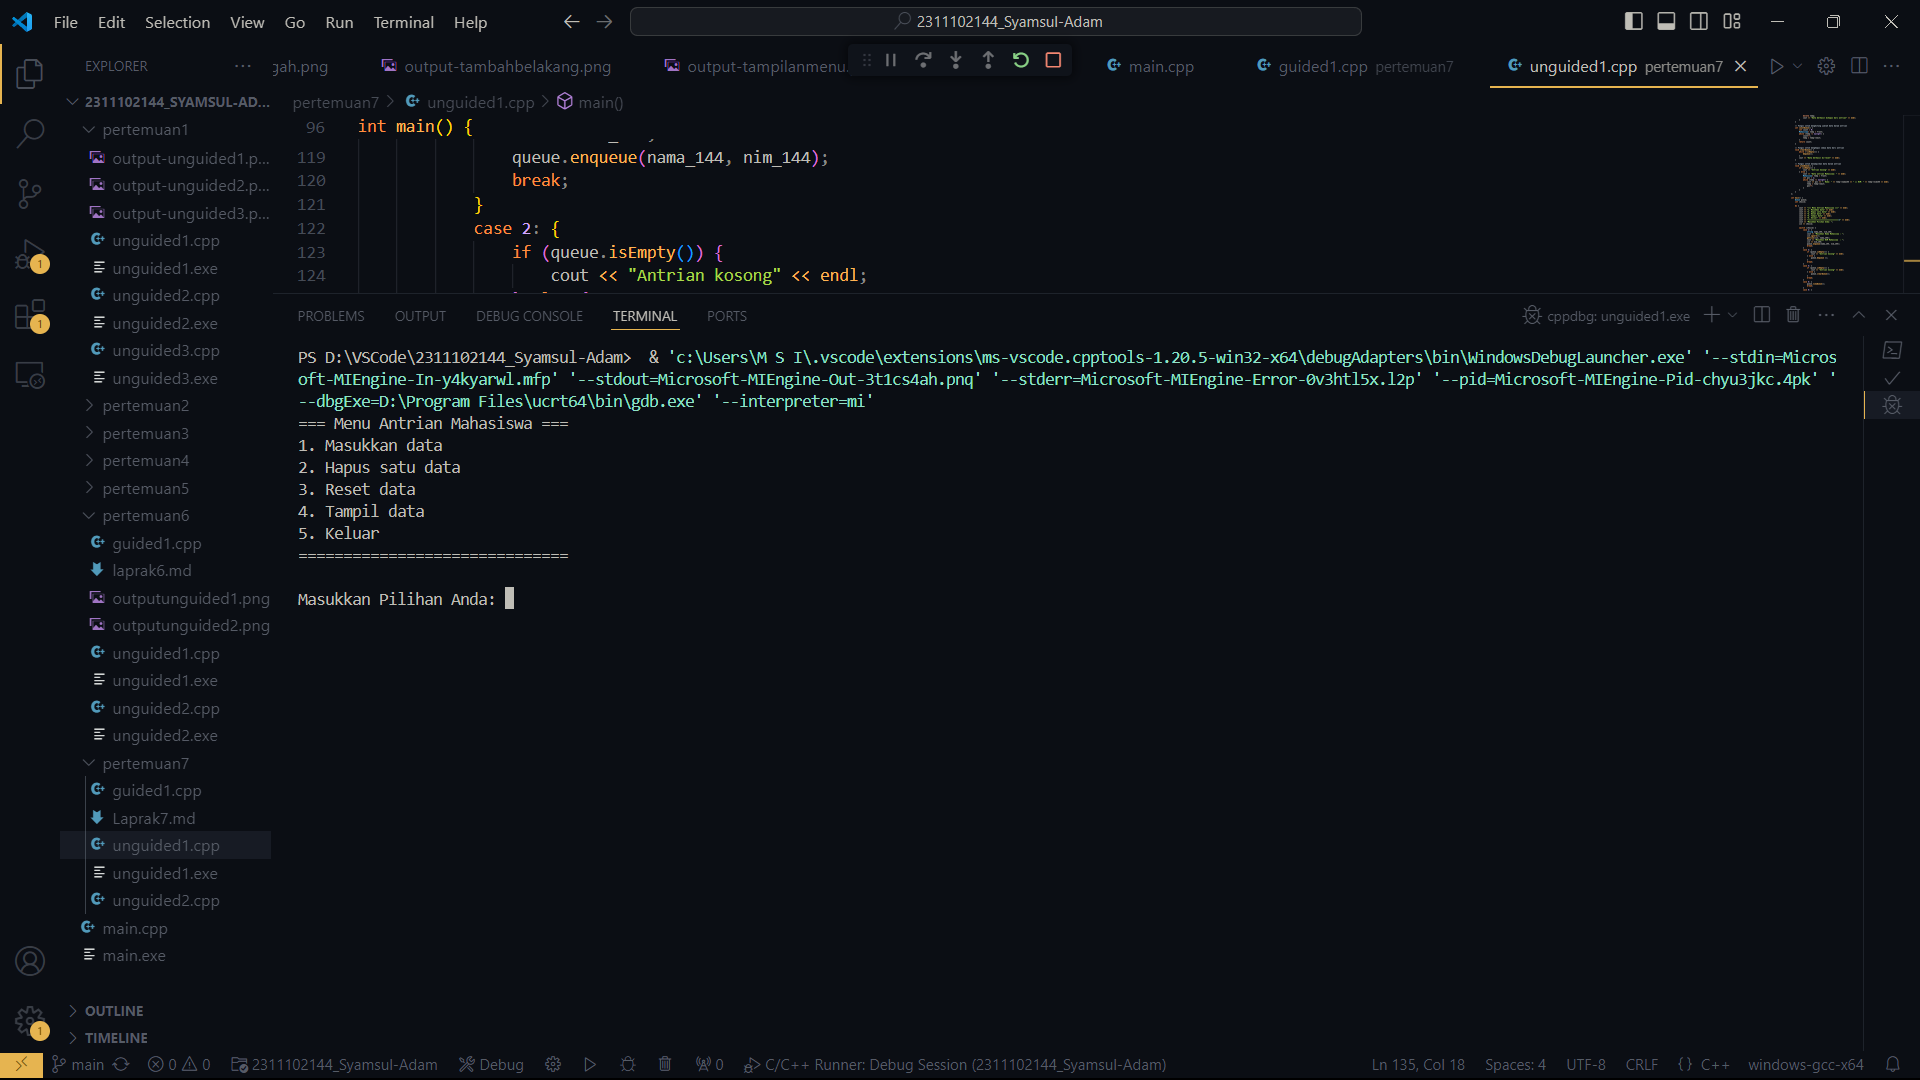 File Edit Selection View Go Run Terminal Help
2311102144_Syamsul-Adam
EXPLORER
gah.png
output-tambahbelakang.png
output-tampilanmenu.
main.cpp
guided1.cpp pertemuan7
unguided1.cpp pertemuan7
2311102144_SYAMSUL-AD...
pertemuan1
output-unguided1.p...
output-unguided2.p...
output-unguided3.p...
unguided1.cpp
unguided1.exe
unguided2.cpp
unguided2.exe
unguided3.cpp
unguided3.exe
pertemuan2
pertemuan3
pertemuan4
pertemuan5
pertemuan6
guided1.cpp
laprak6.md
outputunguided1.png
outputunguided2.png
unguided1.cpp
unguided1.exe
unguided2.cpp
unguided2.exe
pertemuan7
guided1.cpp
Laprak7.md
unguided1.cpp
unguided1.exe
unguided2.cpp
main.cpp
main.exe
OUTLINE
TIMELINE
1
1
1
pertemuan7 > unguided1.cpp > main()
96 int main() {
119 queue.enqueue(nama_144, nim_144);
120 break;
121 }
122 case 2: {
123 if (queue.isEmpty()) {
124 cout << "Antrian kosong" << endl;
PROBLEMS OUTPUT DEBUG CONSOLE TERMINAL PORTS
cppdbg: unguided1.exe
PS D:\VSCode\2311102144_Syamsul-Adam>  & 'c:\Users\M S I\.vscode\extensions\ms-vscode.cpptools-1.20.5-win32-x64\debugAdapters\bin\WindowsDebugLauncher.exe' '--stdin=Micros
oft-MIEngine-In-y4kyarwl.mfp' '--stdout=Microsoft-MIEngine-Out-3t1cs4ah.pnq' '--stderr=Microsoft-MIEngine-Error-0v3htl5x.l2p' '--pid=Microsoft-MIEngine-Pid-chyu3jkc.4pk' '
--dbgExe=D:\Program Files\ucrt64\bin\gdb.exe' '--interpreter=mi'
=== Menu Antrian Mahasiswa ===
1. Masukkan data
2. Hapus satu data
3. Reset data
4. Tampil data
5. Keluar
==============================
Masukkan Pilihan Anda:
main 0 0 2311102144_Syamsul-Adam Debug 0 C/C++ Runner: Debug Session (2311102144_Syamsul-Adam) Ln 135, Col 18 Spaces: 4 UTF-8 CRLF {} C++ windows-gcc-x64